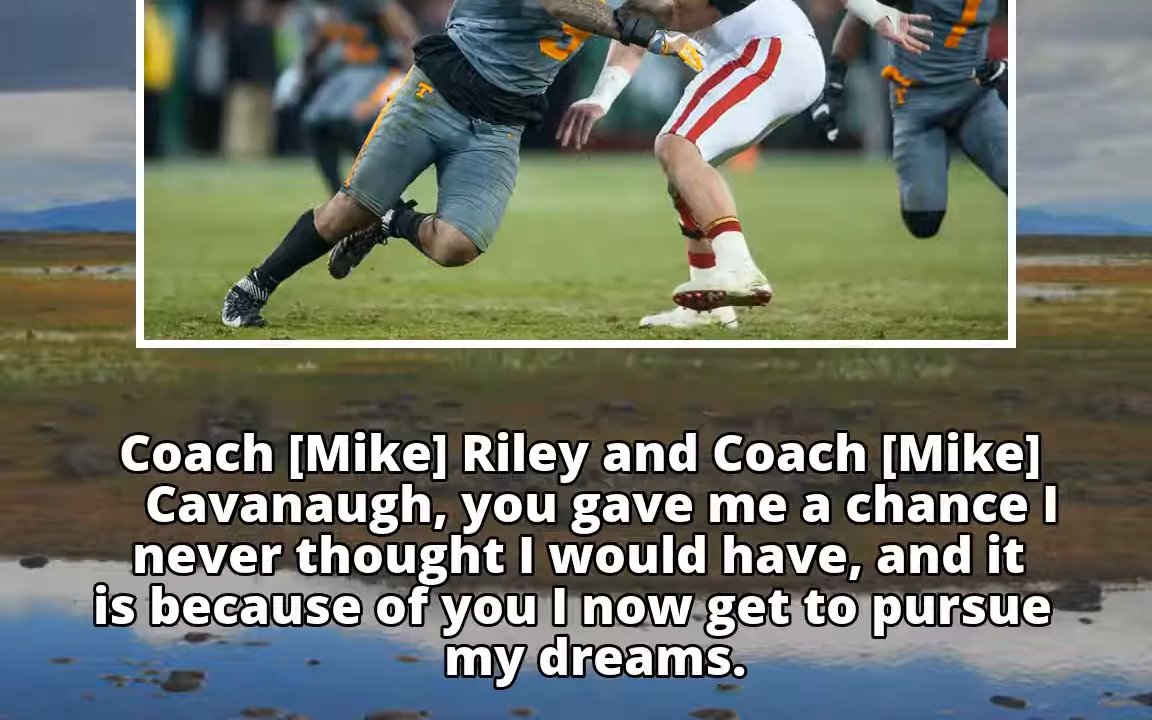 Coach [Mike] Riley and Coach [Mike]
Cavanaugh, you gave me a chance I
never thought I would have, and it
is because of you I now get to pursue
my dreams.